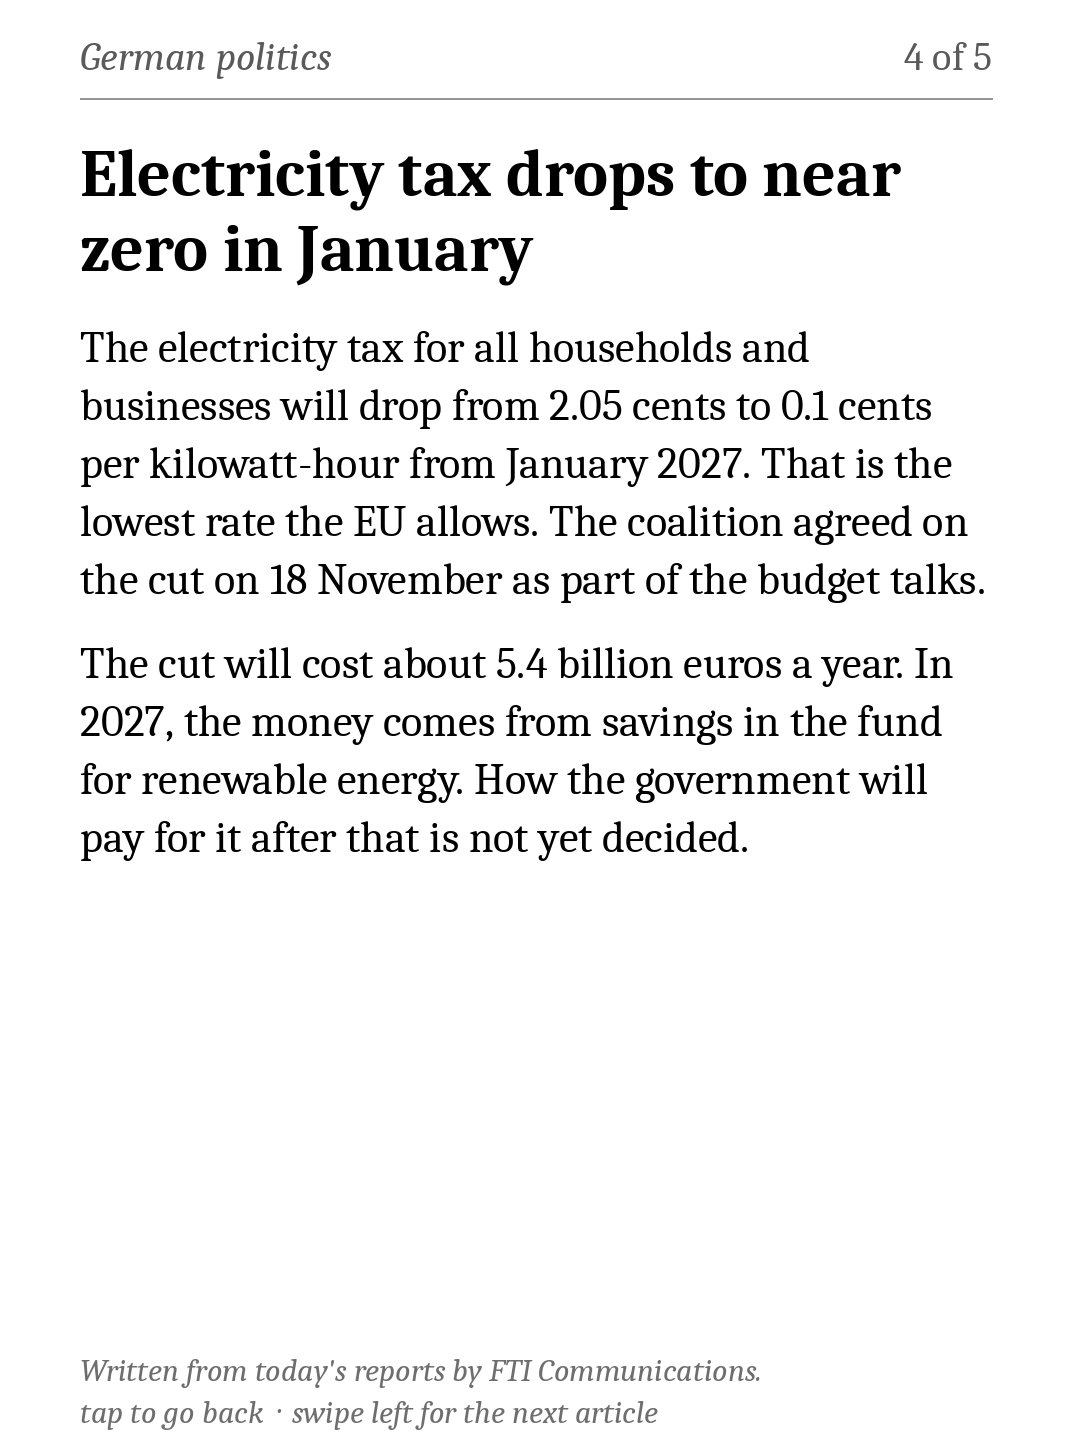 German politics
4 of 5
Electricity tax drops to near
zero in January
The electricity tax for all households and
businesses will drop from 2.05 cents to 0.1 cents
per kilowatt-hour from January 2027. That is the
lowest rate the EU allows. The coalition agreed on
the cut on 18 November as part of the budget talks.
The cut will cost about 5.4 billion euros a year. In
2027, the money comes from savings in the fund
for renewable energy. How the government will
pay for it after that is not yet decided.
Written from today's reports by FTI Communications.
tap to go back · swipe left for the next article